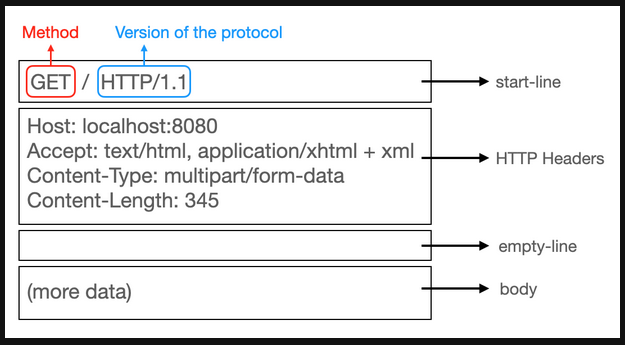 Method Version of the protocol
GET / HTTP/1.1 start-line
Host: localhost:8080
Accept: text/html, application/xhtml + xml HTTP Headers
Content-Type: multipart/form-data
Content-Length: 345
empty-line
(more data) body